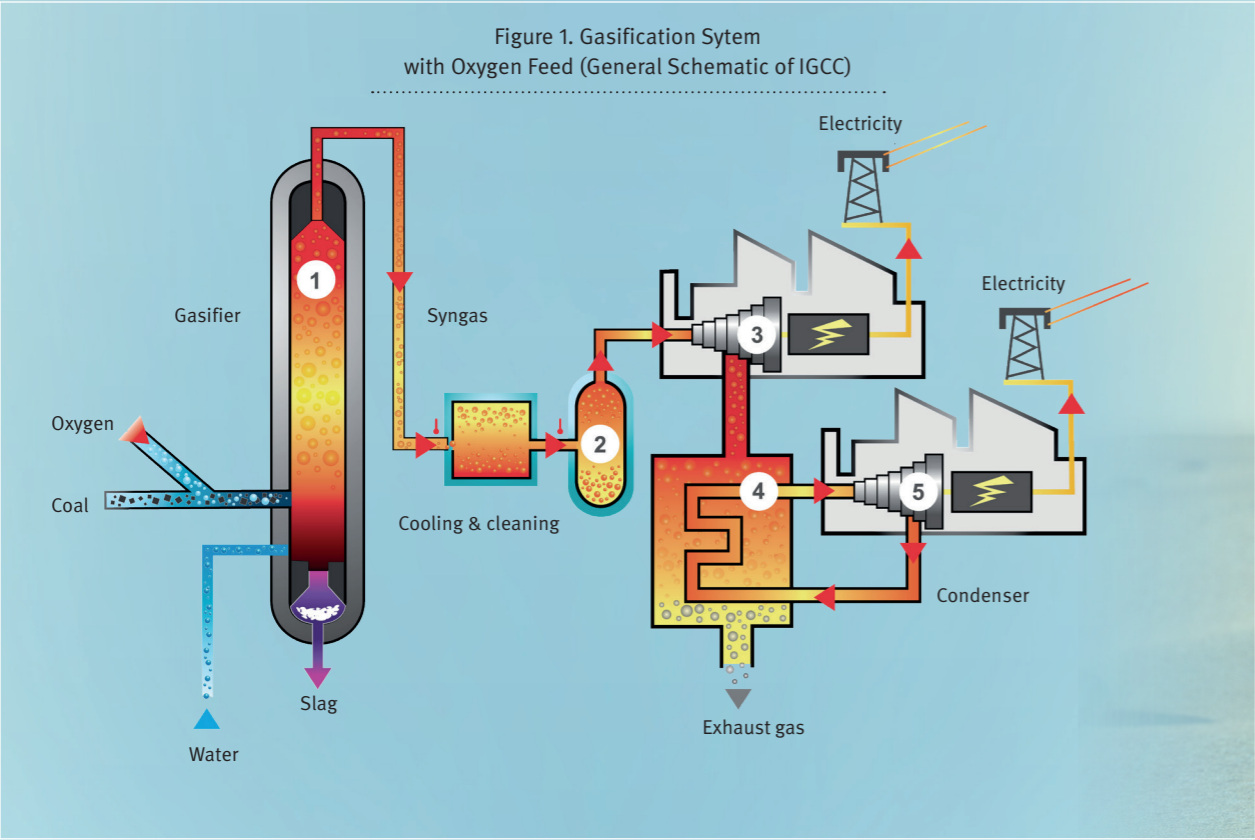 Figure 1. Gasification Sytem
with Oxygen Feed (General Schematic of IGCC)
Electricity
Electricity
1
Gasifier
Syngas
3
Oxygen
2
Coal
4
5
Cooling & cleaning
Condenser
Slag
Exhaust gas
Water